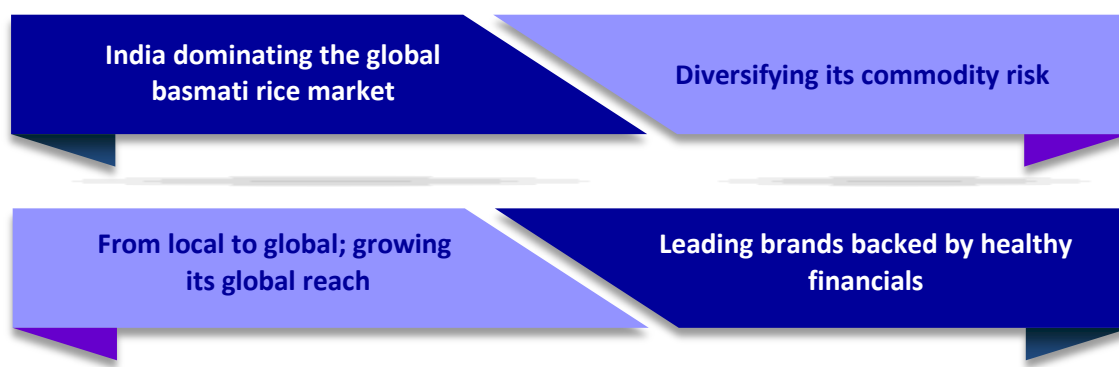 India dominating the global
basmati rice market
Diversifying its commodity risk
From local to global; growing
its global reach
Leading brands backed by healthy
financials